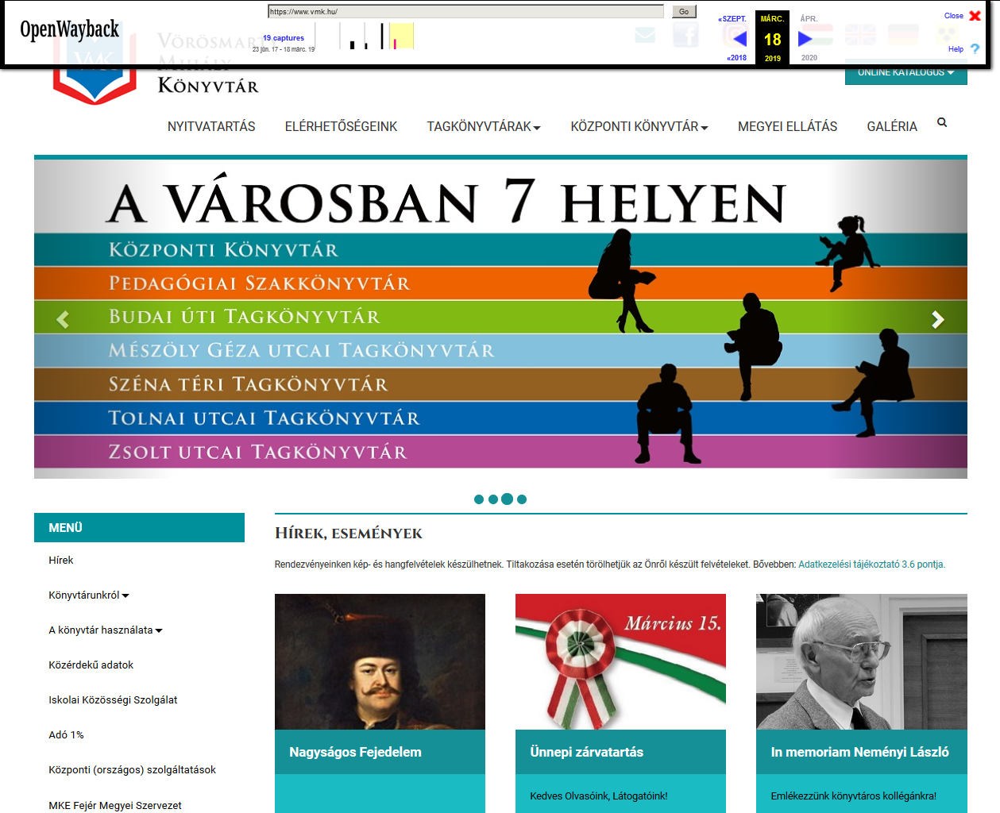 OpenWayback
https://www.vmk.hu/
Go
19 captures
23 jún. 17 - 18 márc. 19
«SZEPT.
MÁRC.
ÁPR.
18
«2018
2019
2020
Close
Help
Vörösmarty
Mihály
Könyvtár
VMK
ONLINE KATALÓGUS
NYITVATARTÁS
ELÉRHETŐSÉGEINK
TAGKÖNYVTÁRAK
KÖZPONTI KÖNYVTÁR
MEGYEI ELLÁTÁS
GALÉRIA
A VÁROSBAN 7 HELYEN
Központi Könyvtár
Pedagógiai Szakkönyvtár
Budai úti Tagkönyvtár
Mészöly Géza utcai Tagkönyvtár
Széna téri Tagkönyvtár
Tolnai utcai Tagkönyvtár
Zsolt utcai Tagkönyvtár
MENÜ
Hírek
Könyvtárunkról
A könyvtár használata
Közérdekű adatok
Iskolai Közösségi Szolgálat
Adó 1%
Központi (országos) szolgáltatások
MKE Fejér Megyei Szervezet
Hírek, események
Rendezvényeinken kép- és hangfelvételek készülhetnek. Tiltakozása esetén törölhetjük az Önről készült felvételeket. Bővebben: Adatkezelési tájékoztató 3.6 pontja.
Nagyságos Fejedelem
Március 15.
Ünnepi zárvatartás
Kedves Olvasóink, Látogatóink!
In memoriam Neményi László
Emlékezzünk könyvtáros kollégánkra!